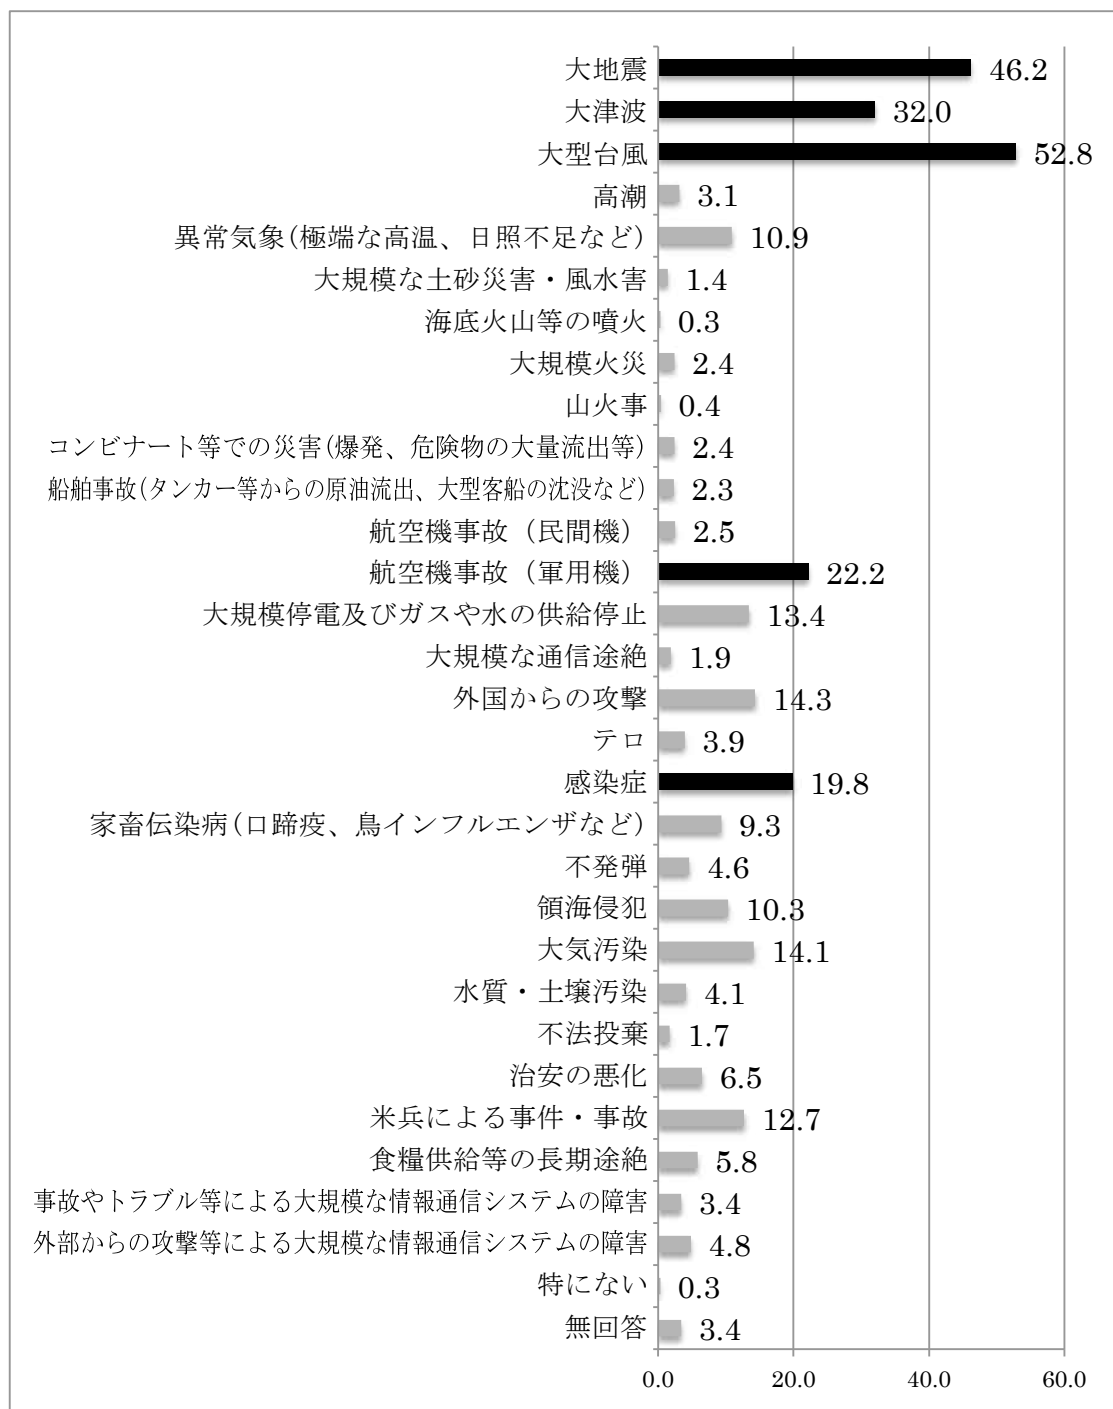 大地震 46.2
大津波 32.0
大型台風 52.8
高潮 3.1
異常気象(極端な高温、日照不足など) 10.9
大規模な土砂災害・風水害 1.4
海底火山等の噴火 0.3
大規模火災 2.4
山火事 0.4
コンビナート等での災害(爆発、危険物の大量流出等) 2.4
船舶事故(タンカー等からの原油流出、大型客船の沈没など) 2.3
航空機事故（民間機） 2.5
航空機事故（軍用機） 22.2
大規模停電及びガスや水の供給停止 13.4
大規模な通信途絶 1.9
外国からの攻撃 14.3
テロ 3.9
感染症 19.8
家畜伝染病(口蹄疫、鳥インフルエンザなど) 9.3
不発弾 4.6
領海侵犯 10.3
大気汚染 14.1
水質・土壌汚染 4.1
不法投棄 1.7
治安の悪化 6.5
米兵による事件・事故 12.7
食糧供給等の長期途絶 5.8
事故やトラブル等による大規模な情報通信システムの障害 3.4
外部からの攻撃等による大規模な情報通信システムの障害 4.8
特にない 0.3
無回答 3.4
0.0 20.0 40.0 60.0